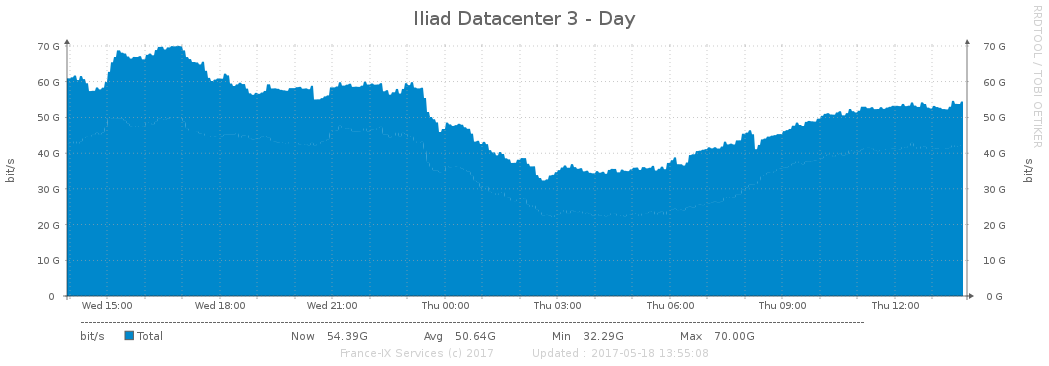 Iliad Datacenter 3 - Day
RRDTOOL / TOBI OETIKER
70 G
70 G
60 G
60 G
50 G
50 G
40 G
40 G
30 G
30 G
20 G
20 G
10 G
10 G
0
0 G
bit/s
bit/s
Wed 15:00 Wed 18:00 Wed 21:00 Thu 00:00 Thu 03:00 Thu 06:00 Thu 09:00 Thu 12:00
bit/s Total Now 54.39G Avg 50.64G Min 32.29G Max 70.00G
France-IX Services (c) 2017 Updated : 2017-05-18 13:55:08